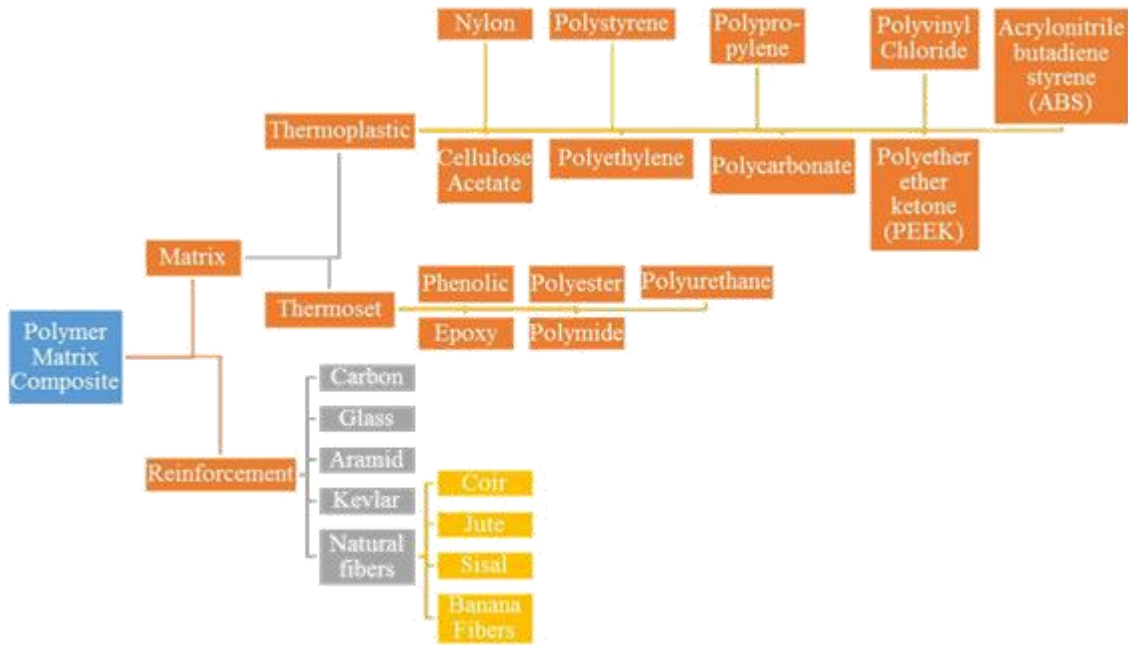 Nylon
Polystyrene
Polypro-
pylene
Polyvinyl
Chloride
Acrylonitrile
butadiene
styrene
(ABS)
Thermoplastic
Cellulose
Acetate
Polyethylene
Polycarbonate
Polyether
ether
ketone
(PEEK)
Matrix
Thermoset
Phenolic
Polyester
Polyurethane
Epoxy
Polymide
Polymer
Matrix
Composite
Reinforcement
Carbon
Glass
Aramid
Kevlar
Natural
fibers
Coir
Jute
Sisal
Banana
Fibers